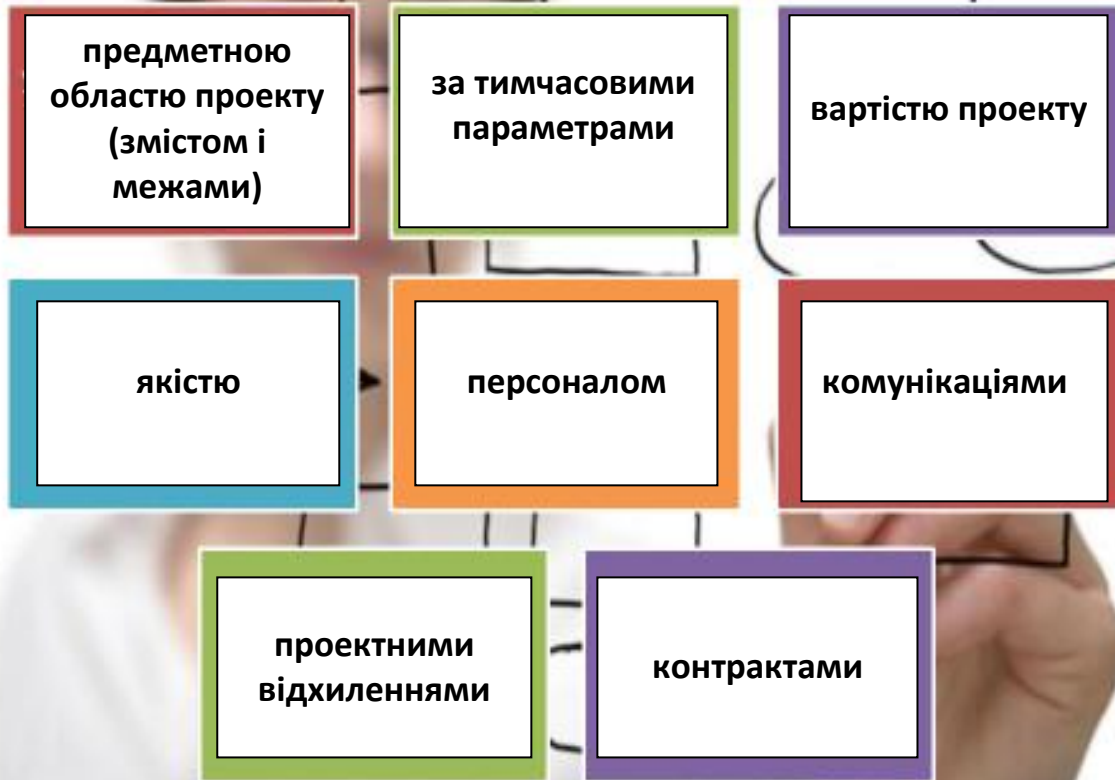 предметною
областю проекту
(змістом і
межами)
за тимчасовими
параметрами
вартістю проекту
якістю
персоналом
комунікаціями
проектними
відхиленнями
контрактами